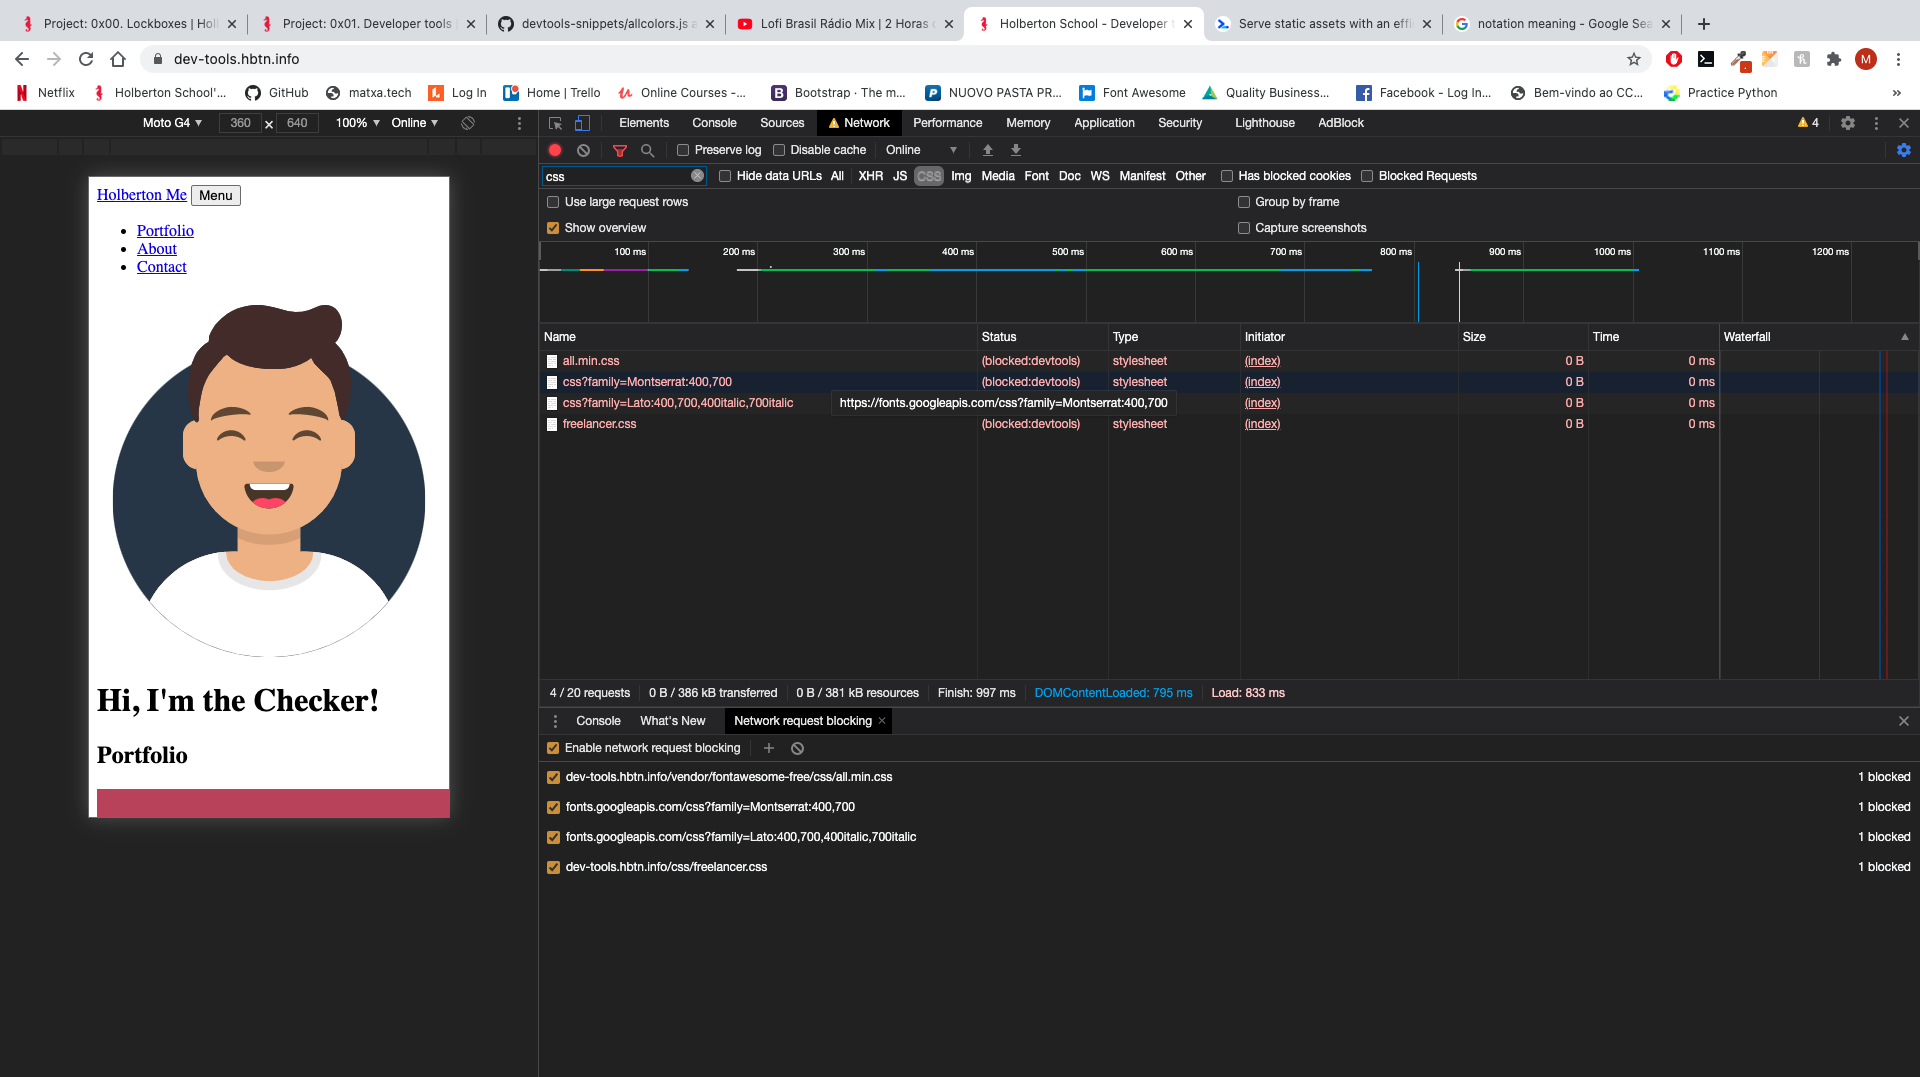 Project: 0x00. Lockboxes | Hol
Project: 0x01. Developer tools
devtools-snippets/allcolors.js a
Lofi Brasil Rádio Mix | 2 Horas
Holberton School - Developer t
Serve static assets with an effi
notation meaning - Google Sea
dev-tools.hbtn.info
M
Netflix
Holberton School'...
GitHub
matxa.tech
Log In
Home | Trello
Online Courses -...
Bootstrap · The m...
NUOVO PASTA PR...
Font Awesome
Quality Business...
Facebook - Log In...
Bem-vindo ao CC...
Practice Python
»
Moto G4 360 × 640 100% Online
Elements Console Sources Network Performance Memory Application Security Lighthouse AdBlock 4
Preserve log Disable cache Online
css Hide data URLs All XHR JS CSS Img Media Font Doc WS Manifest Other Has blocked cookies Blocked Requests
Use large request rows Group by frame
Show overview Capture screenshots
100 ms 200 ms 300 ms 400 ms 500 ms 600 ms 700 ms 800 ms 900 ms 1000 ms 1100 ms 1200 ms
Name Status Type Initiator Size Time Waterfall
all.min.css (blocked:devtools) stylesheet (index) 0 B 0 ms
css?family=Montserrat:400,700 (blocked:devtools) stylesheet (index) 0 B 0 ms
css?family=Lato:400,700,400italic,700italic https://fonts.googleapis.com/css?family=Montserrat:400,700 (index) 0 B 0 ms
freelancer.css (blocked:devtools) stylesheet (index) 0 B 0 ms
4 / 20 requests 0 B / 386 kB transferred 0 B / 381 kB resources Finish: 997 ms DOMContentLoaded: 795 ms Load: 833 ms
Console What's New Network request blocking
Enable network request blocking
dev-tools.hbtn.info/vendor/fontawesome-free/css/all.min.css 1 blocked
fonts.googleapis.com/css?family=Montserrat:400,700 1 blocked
fonts.googleapis.com/css?family=Lato:400,700,400italic,700italic 1 blocked
dev-tools.hbtn.info/css/freelancer.css 1 blocked
Holberton Me Menu
Portfolio
About
Contact
Hi, I'm the Checker!
Portfolio